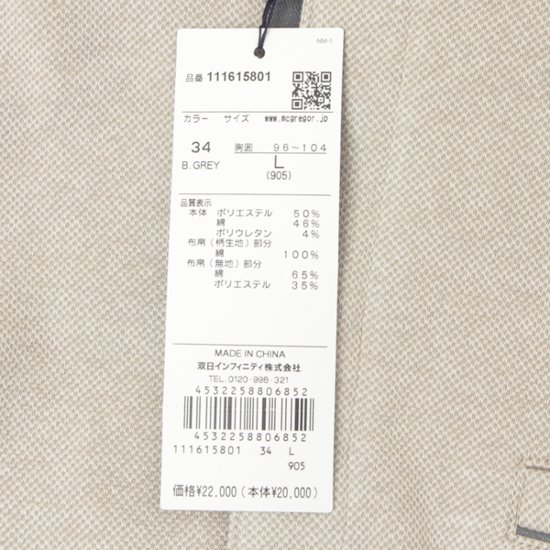 NM-1
品番 111615801
カラー サイズ www.mcgregor.jp
34 胸囲 96～104
B.GREY L
(905)
品質表示
本体 ポリエステル 50%
綿 46%
ポリウレタン 4%
布帛(柄生地)部分
綿 100%
布帛(無地)部分
綿 65%
ポリエステル 35%
MADE IN CHINA
双日インフィニティ株式会社
TEL.0120-998-321
4532258806852
4532258806852
111615801 34 L
905
価格¥22,000(本体¥20,000)